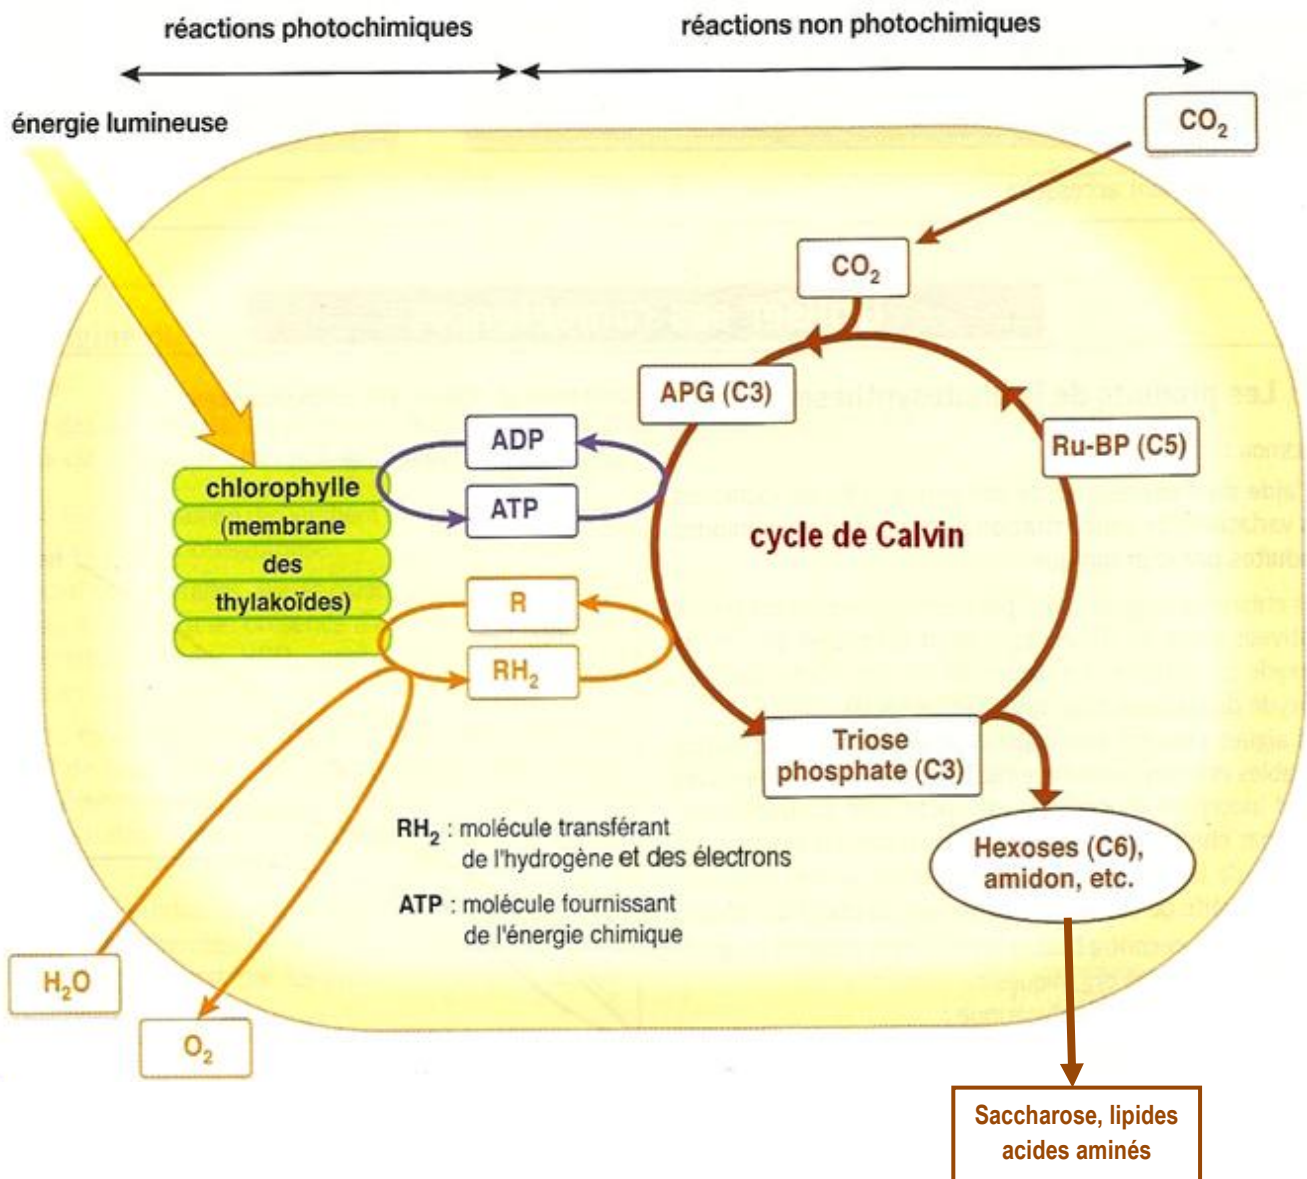 réactions photochimiques
réactions non photochimiques
énergie lumineuse
CO₂
CO₂
APG (C3)
Ru-BP (C5)
ADP
ATP
chlorophylle
(membrane
des
thylakoïdes)
cycle de Calvin
R
RH₂
Triose
phosphate (C3)
RH₂ : molécule transférant
de l'hydrogène et des électrons
ATP : molécule fournissant
de l'énergie chimique
Hexoses (C6),
amidon, etc.
H₂O
O₂
Saccharose, lipides
acides aminés